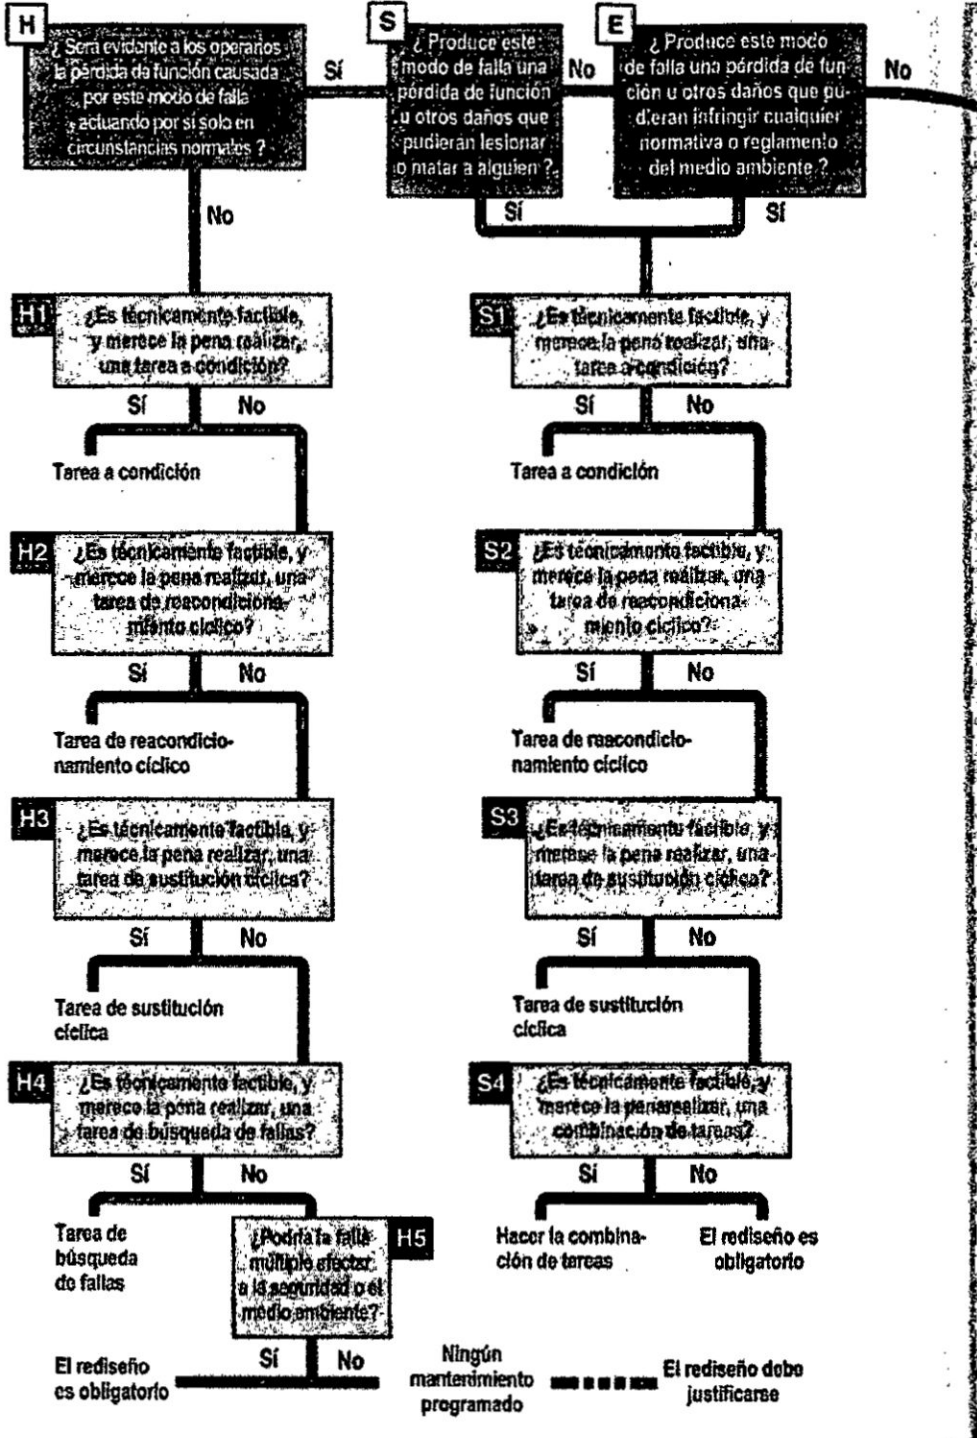 H
¿ Será evidente a los operarios
la pérdida de función causada
por este modo de falla
actuando por si solo en
circunstancias normales ?
Sí
No
S
¿ Produce este
modo de falla una
pérdida de función
u otros daños que
pudieran lesionar
o matar a alguien ?
No
Sí
E
¿ Produce este modo
de falla una pérdida de fun-
ción u otros daños que pu-
dieran infringir cualquier
normativa o reglamento
del medio ambiente ?
No
Sí
H1
¿Es técnicamente factible,
y merece la pena realizar,
una tarea a condición?
Sí No
Tarea a condición
H2
¿Es técnicamente factible, y
merece la pena realizar, una
tarea de reacondiciona-
miento cíclico?
Sí No
Tarea de reacondicio-
namiento cíclico
H3
¿Es técnicamente factible, y
merece la pena realizar, una
tarea de sustitución cíclica?
Sí No
Tarea de sustitución
cíclica
H4
¿Es técnicamente factible, y
merece la pena realizar, una
tarea de búsqueda de fallas?
Sí No
Tarea de
búsqueda
de fallas
H5
¿Podría la falla
múltiple afectar
a la seguridad o el
medio ambiente?
Sí No
El rediseño
es obligatorio
Ningún
mantenimiento
programado
El rediseño debe
justificarse
S1
¿Es técnicamente factible, y
merece la pena realizar, una
tarea a condición?
Sí No
Tarea a condición
S2
¿Es técnicamente factible, y
merece la pena realizar, una
tarea de reacondiciona-
miento cíclico?
Sí No
Tarea de reacondicio-
namiento cíclico
S3
¿Es técnicamente factible, y
merece la pena realizar, una
tarea de sustitución cíclica?
Sí No
Tarea de sustitución
cíclica
S4
¿Es técnicamente factible, y
merece la pena realizar, una
combinación de tareas?
Sí No
Hacer la combina-
ción de tareas
El rediseño es
obligatorio